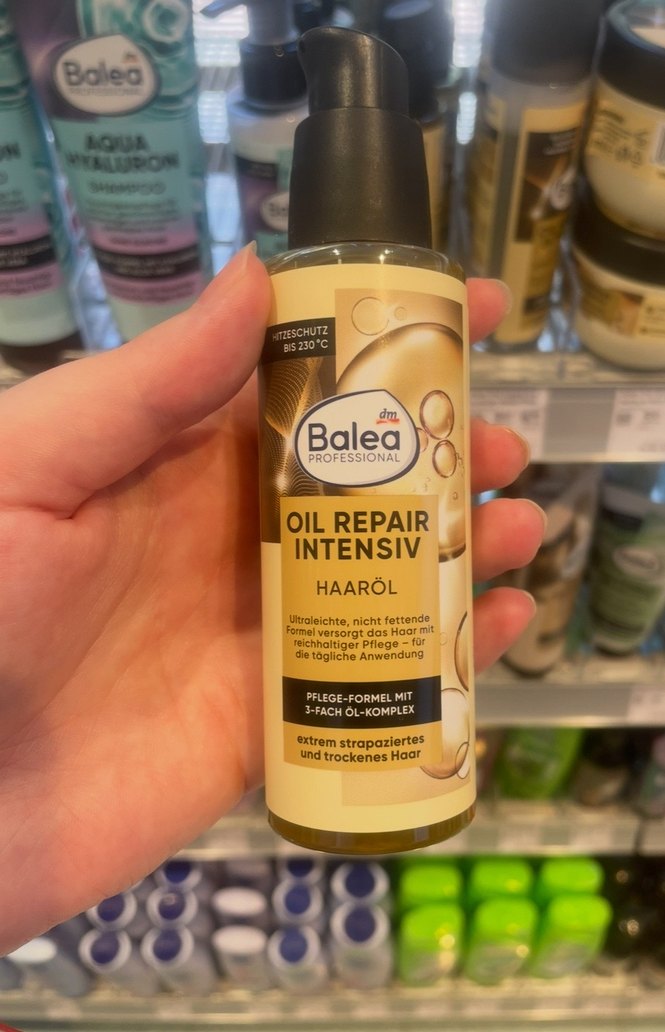 Balea
PROFESSIONAL
AQUA
HYALURON
SHAMPOO
HITZESCHUTZ
BIS 230°C
dm
Balea
PROFESSIONAL
OIL REPAIR
INTENSIV
HAARÖL
Ultraleichte, nicht fettende
Formel versorgt das Haar mit
reichhaltiger Pflege – für
die tägliche Anwendung
PFLEGE-FORMEL MIT
3-FACH ÖL-KOMPLEX
extrem strapaziertes
und trockenes Haar
Balea